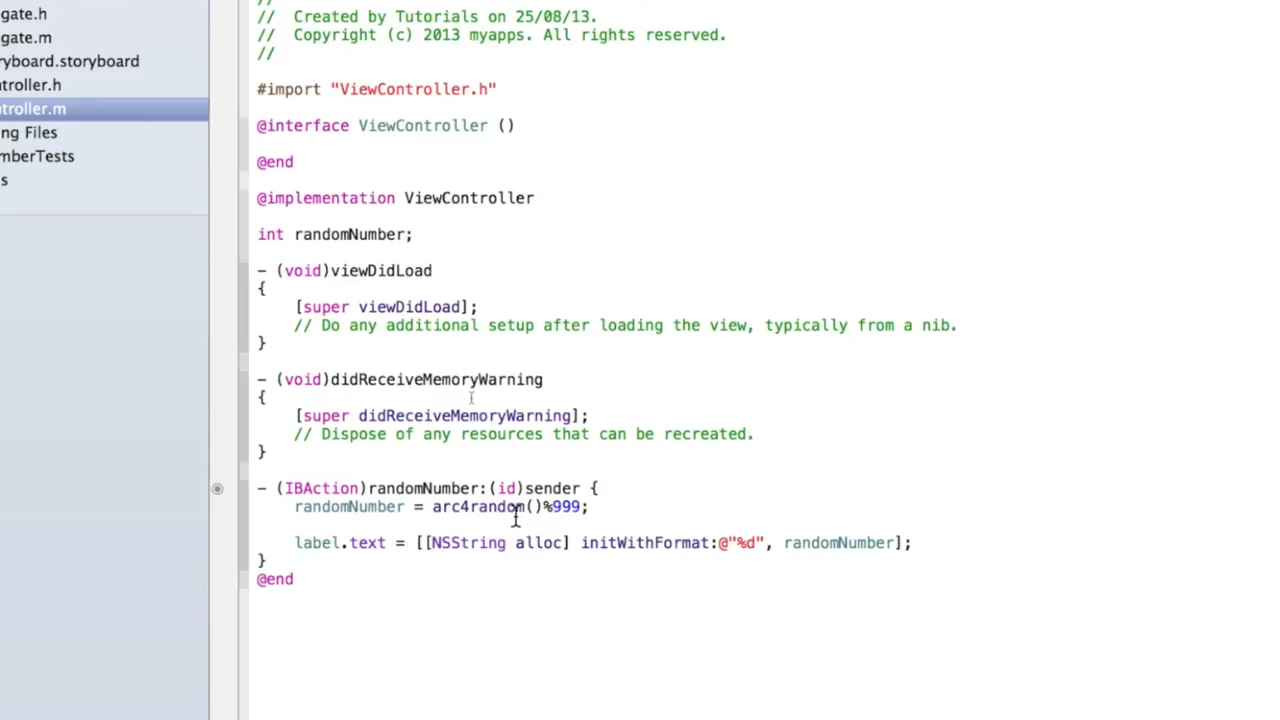 gate.h
gate.m
ryboard.storyboard
ntroller.h
ntroller.m
ng Files
mberTests
s
//
//  Created by Tutorials on 25/08/13.
//  Copyright (c) 2013 myapps. All rights reserved.
//
#import "ViewController.h"
@interface ViewController ()
@end
@implementation ViewController
int randomNumber;
- (void)viewDidLoad
{
    [super viewDidLoad];
    // Do any additional setup after loading the view, typically from a nib.
}
- (void)didReceiveMemoryWarning
{
    [super didReceiveMemoryWarning];
    // Dispose of any resources that can be recreated.
}
- (IBAction)randomNumber:(id)sender {
    randomNumber = arc4random()%999;
    label.text = [[NSString alloc] initWithFormat:@"%d", randomNumber];
}
@end